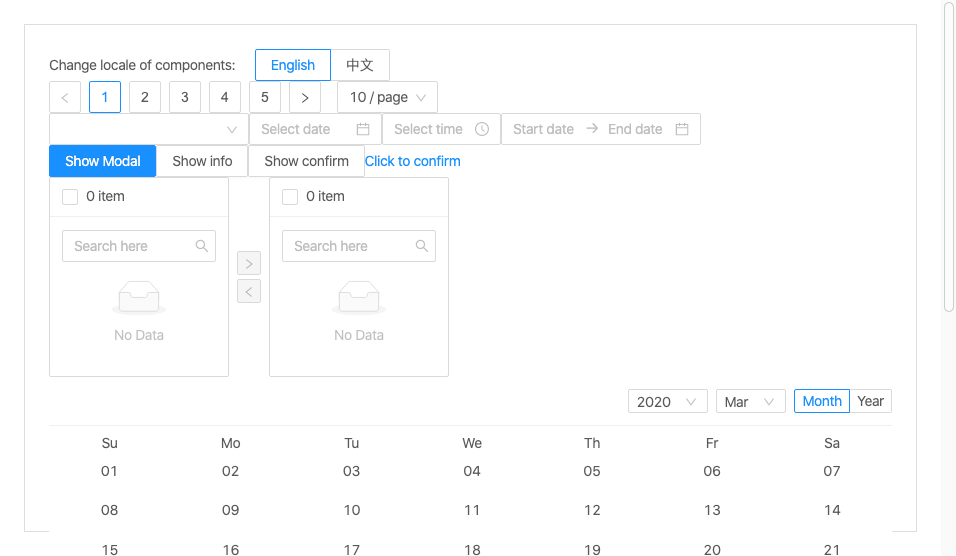 Change locale of components: English 中文
1 2 3 4 5 10 / page
Select date Select time Start date End date
Show Modal Show info Show confirm Click to confirm
0 item 0 item
Search here Search here
No Data No Data
2020 Mar Month Year
Su Mo Tu We Th Fr Sa
01 02 03 04 05 06 07
08 09 10 11 12 13 14
15 16 17 18 19 20 21